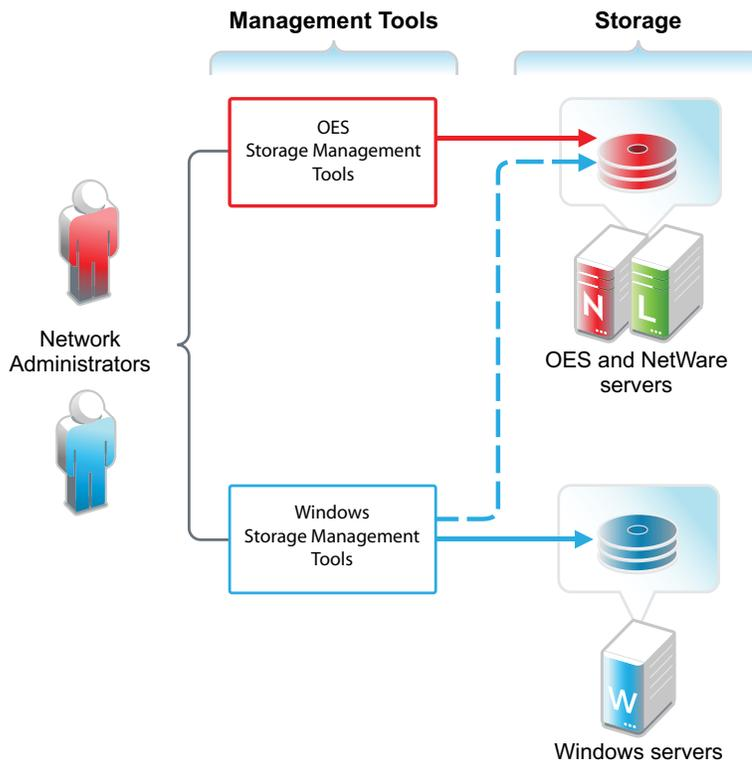 Management Tools
Storage
OES
Storage Management
Tools
Network
Administrators
N
L
OES and NetWare
servers
Windows
Storage Management
Tools
W
Windows servers